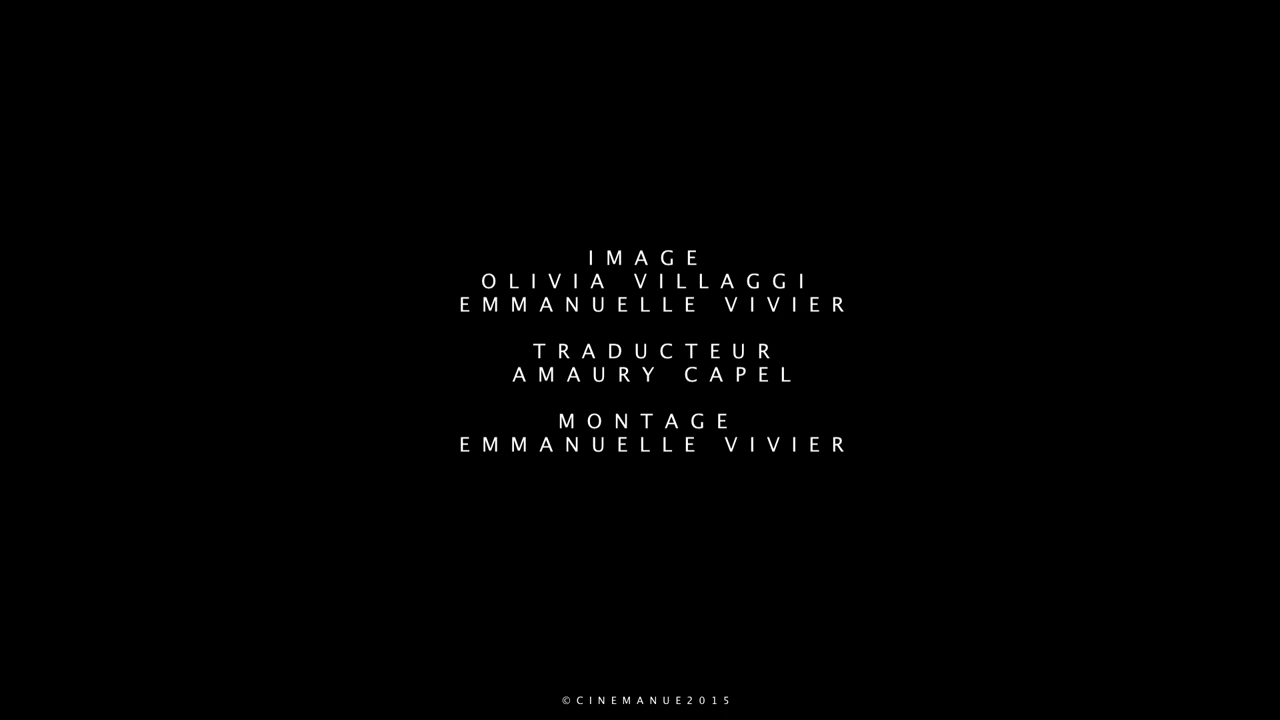 IMAGE
OLIVIA VILLAGGI
EMMANUELLE VIVIER
TRADUCTEUR
AMAURY CAPEL
MONTAGE
EMMANUELLE VIVIER
©CINEMANUE2015